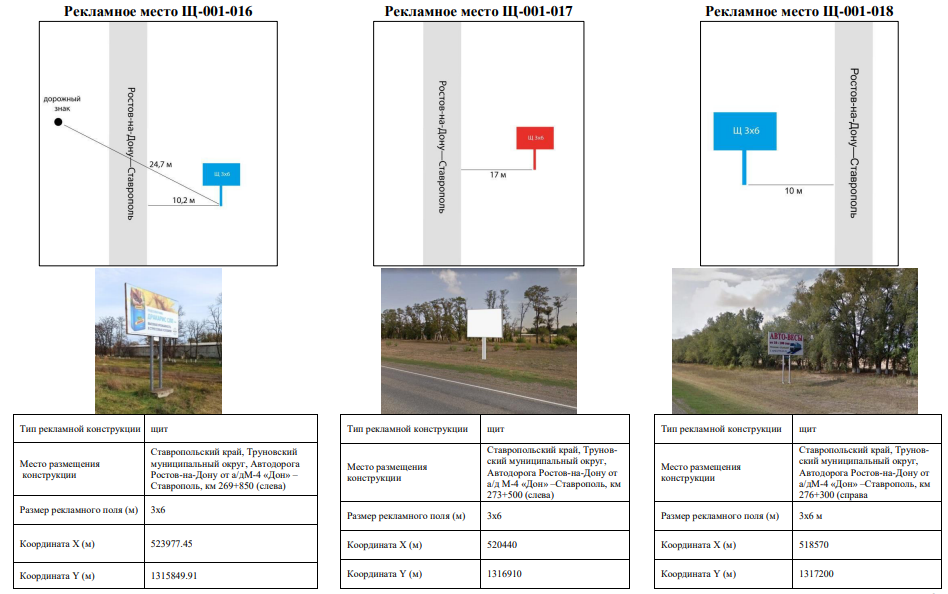 Рекламное место Щ-001-016
дорожный
знак
Ростов-на-Дону—Ставрополь
24,7 м
Щ 3x6
10,2 м
Тип рекламной конструкции
щит
Место размещения
конструкции
Ставропольский край, Труновский
муниципальный округ, Автодорога
Ростов-на-Дону от а/дМ-4 «Дон» –
Ставрополь, км 269+850 (слева)
Размер рекламного поля (м)
3х6
Координата X (м)
523977.45
Координата Y (м)
1315849.91
Рекламное место Щ-001-017
Ростов-на-Дону—Ставрополь
Щ 3x6
17 м
Тип рекламной конструкции
щит
Место размещения
конструкции
Ставропольский край, Трунов-
ский муниципальный округ,
Автодорога Ростов-на-Дону от
а/д М-4 «Дон» –Ставрополь, км
273+500 (слева)
Размер рекламного поля (м)
3х6
Координата X (м)
520440
Координата Y (м)
1316910
Рекламное место Щ-001-018
Ростов-на-Дону—Ставрополь
Щ 3x6
10 м
АВТО-ВЕСЫ
Тип рекламной конструкции
щит
Место размещения
конструкции
Ставропольский край, Трунов-
ский муниципальный округ,
Автодорога Ростов-на-Дону от
а/дМ-4 «Дон» –Ставрополь, км
276+300 (справа
Размер рекламного поля (м)
3х6 м
Координата X (м)
518570
Координата Y (м)
1317200